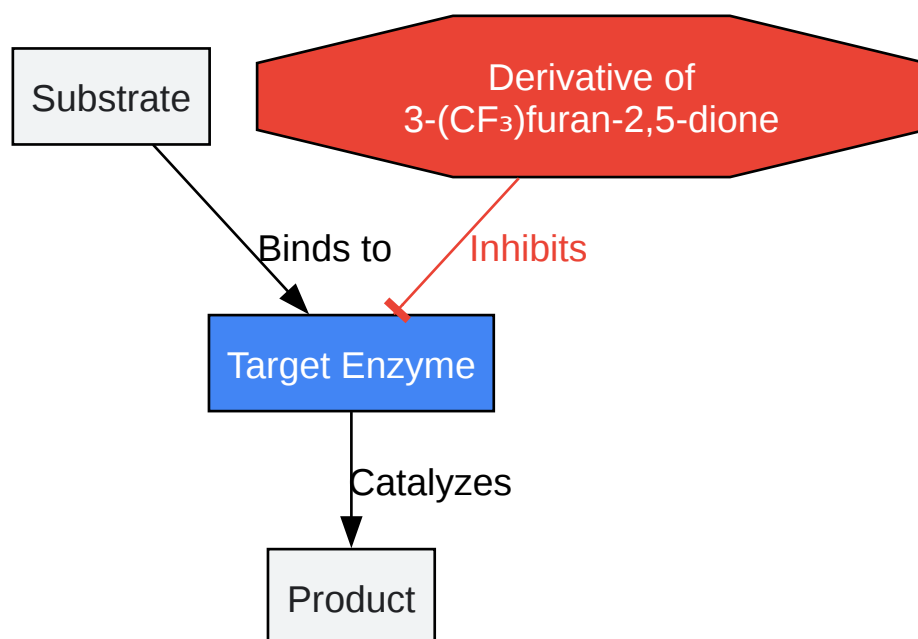 Substrate
Derivative of
3-(CF₃)furan-2,5-dione
Binds to
Inhibits
Target Enzyme
Catalyzes
Product